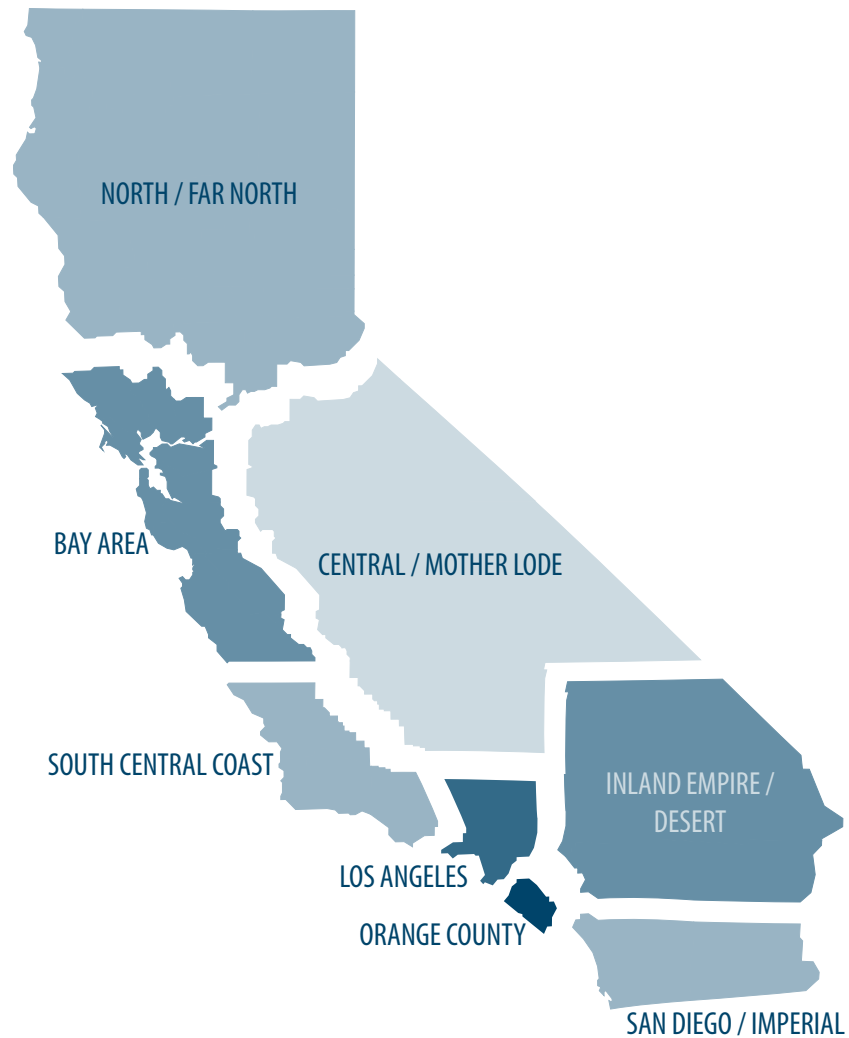 NORTH / FAR NORTH
BAY AREA
CENTRAL / MOTHER LODE
SOUTH CENTRAL COAST
INLAND EMPIRE /
DESERT
LOS ANGELES
ORANGE COUNTY
SAN DIEGO / IMPERIAL